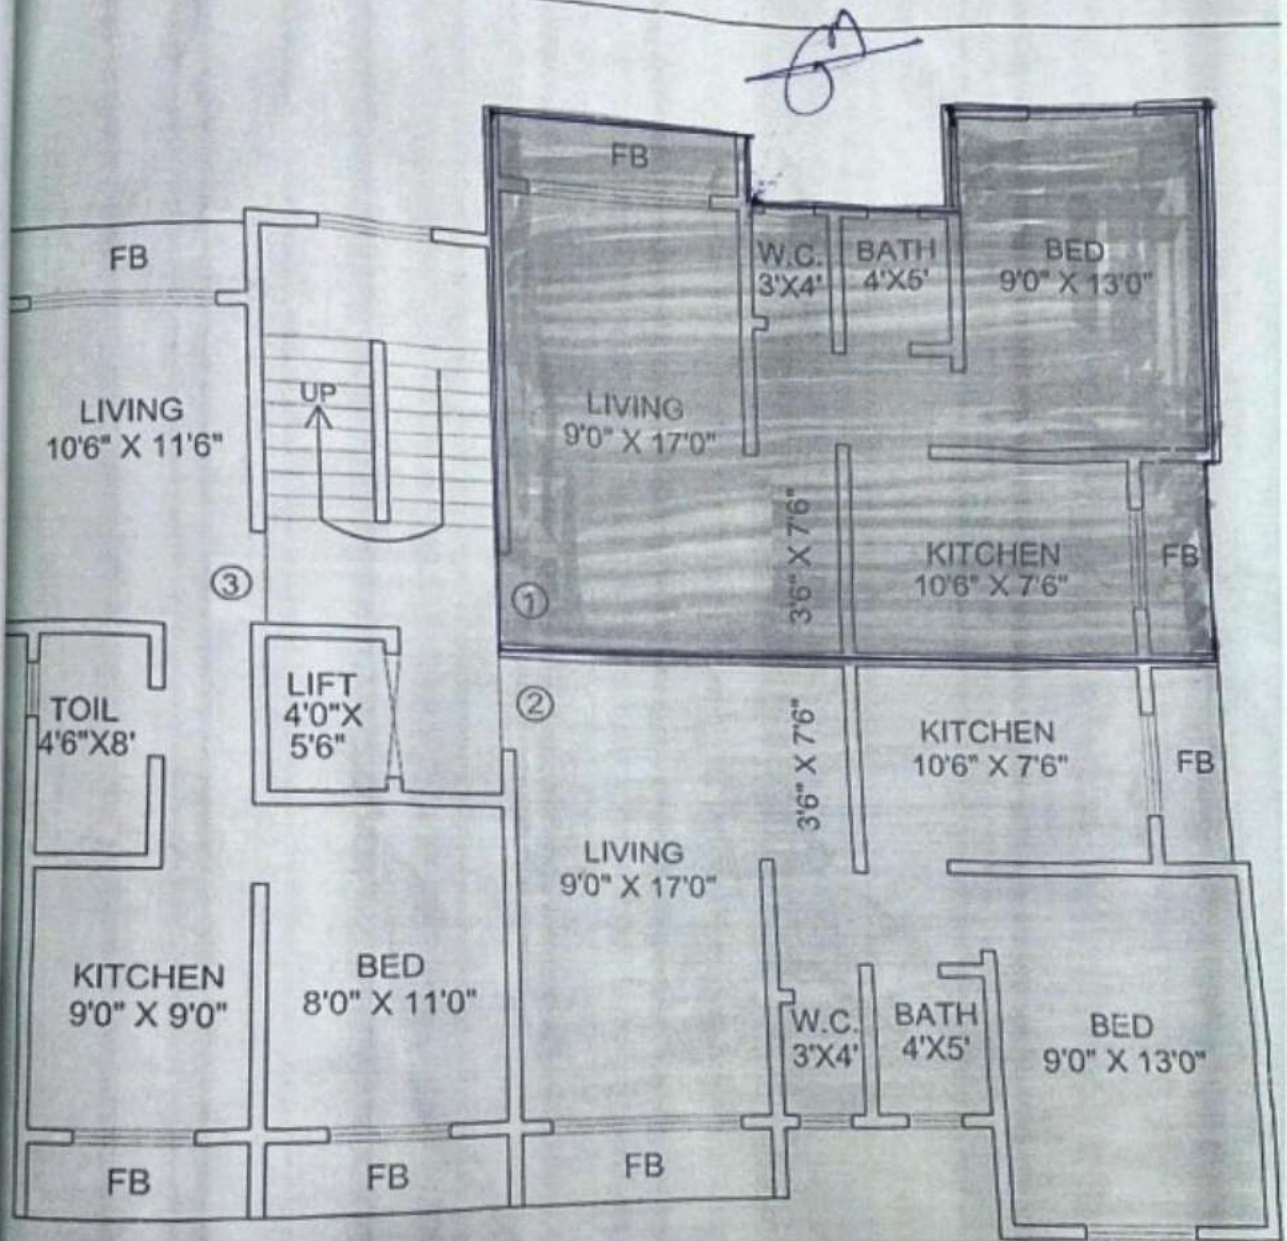 FB
W.C.
3'X4'
BATH
4'X5'
BED
9'0" X 13'0"
FB
LIVING
10'6" X 11'6"
UP
LIVING
9'0" X 17'0"
3'6" X 7'6"
KITCHEN
10'6" X 7'6"
FB
3
1
TOIL
4'6"X8'
LIFT
4'0"X
5'6"
2
3'6" X 7'6"
KITCHEN
10'6" X 7'6"
FB
LIVING
9'0" X 17'0"
KITCHEN
9'0" X 9'0"
BED
8'0" X 11'0"
W.C.
3'X4'
BATH
4'X5'
BED
9'0" X 13'0"
FB
FB
FB